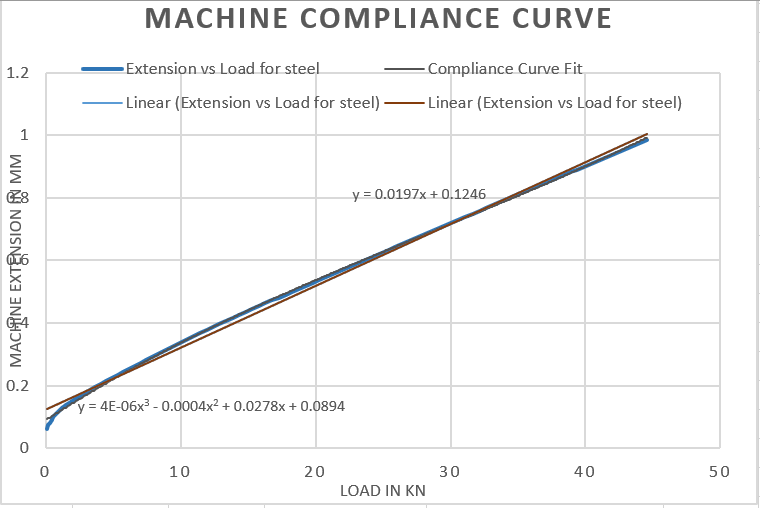 MACHINE COMPLIANCE CURVE
Extension vs Load for steel
Compliance Curve Fit
Linear (Extension vs Load for steel)
Linear (Extension vs Load for steel)
1.2
1
0.8
0.6
0.4
0.2
0
MACHINE EXTENSION IN MM
y = 0.0197x + 0.1246
y = 4E-06x³ - 0.0004x² + 0.0278x + 0.0894
0 10 20 30 40 50
LOAD IN KN